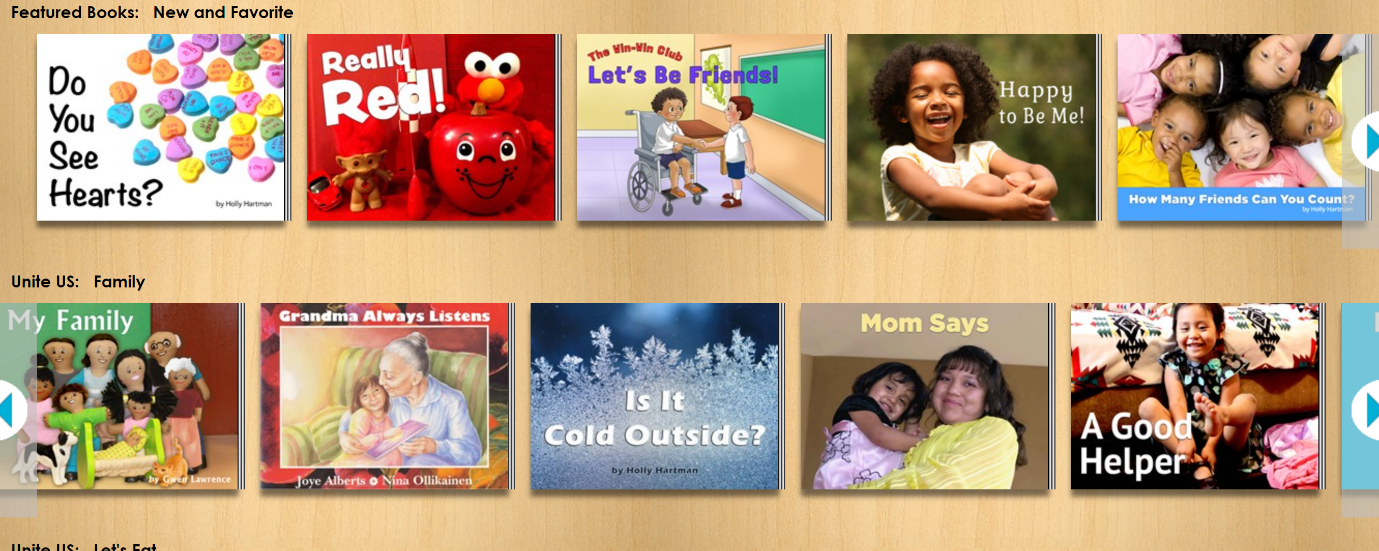 Featured Books: New and Favorite
Do
You
See
Hearts?
by Holly Hartman
Really
Red!
The Win-Win Club
Let's Be Friends!
Happy
to Be Me!
How Many Friends Can You Count?
by Holly Hartman
Unite US: Family
My Family
by Gwen Lawrence
Grandma Always Listens
Joye Alberts Nina Ollikainen
Is It
Cold Outside?
by Holly Hartman
Mom Says
A Good
Helper
Unite US: Let's Eat